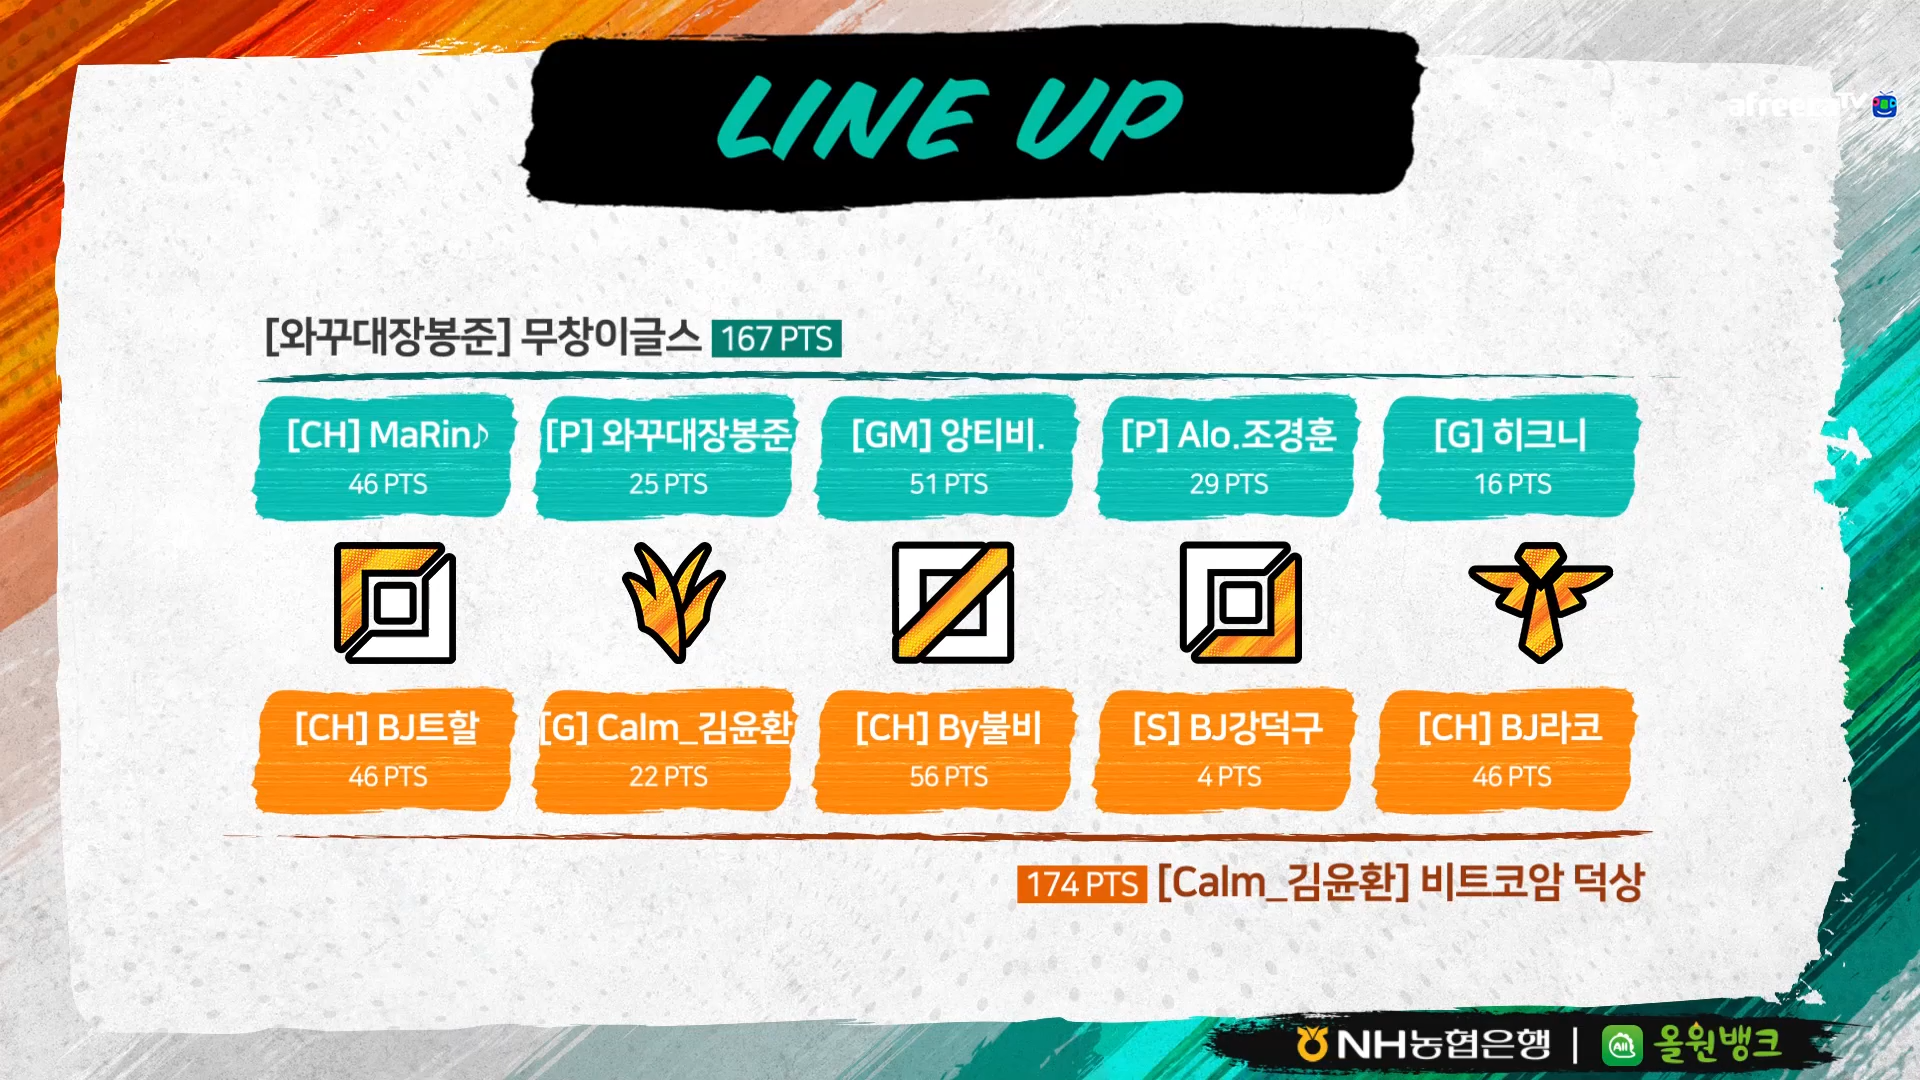 LINE UP
afreecaTV
[와꾸대장봉준] 무창이글스 167 PTS
[CH] MaRin♪
46 PTS
[P] 와꾸대장봉준
25 PTS
[GM] 앙티비.
51 PTS
[P] Alo.조경훈
29 PTS
[G] 히크니
16 PTS
[CH] BJ트할
46 PTS
[G] Calm_김윤환
22 PTS
[CH] By불비
56 PTS
[S] BJ강덕구
4 PTS
[CH] BJ라코
46 PTS
174 PTS [Calm_김윤환] 비트코암 덕상
NH농협은행 | All 올원뱅크